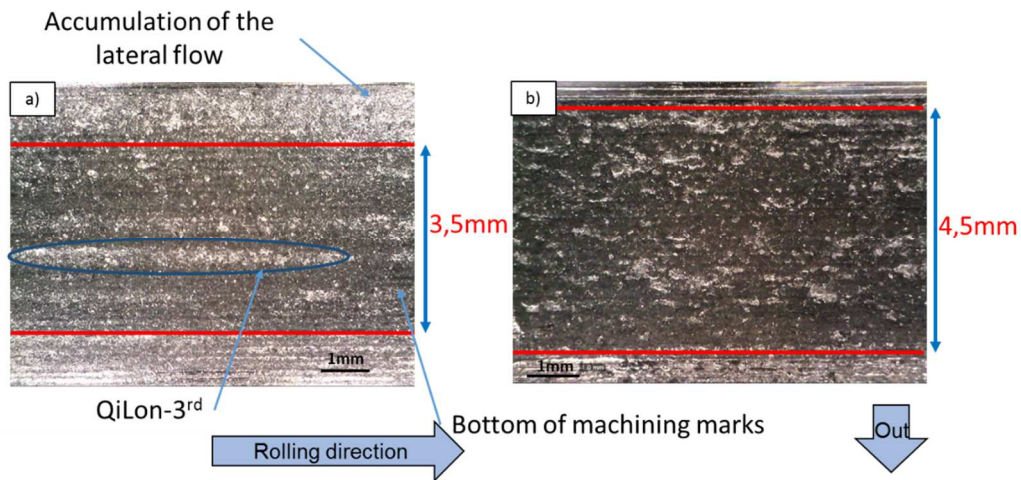 Accumulation of the
lateral flow
a)
b)
3,5mm
4,5mm
1mm
1mm
QiLon-3rd
Bottom of machining marks
Rolling direction
Out